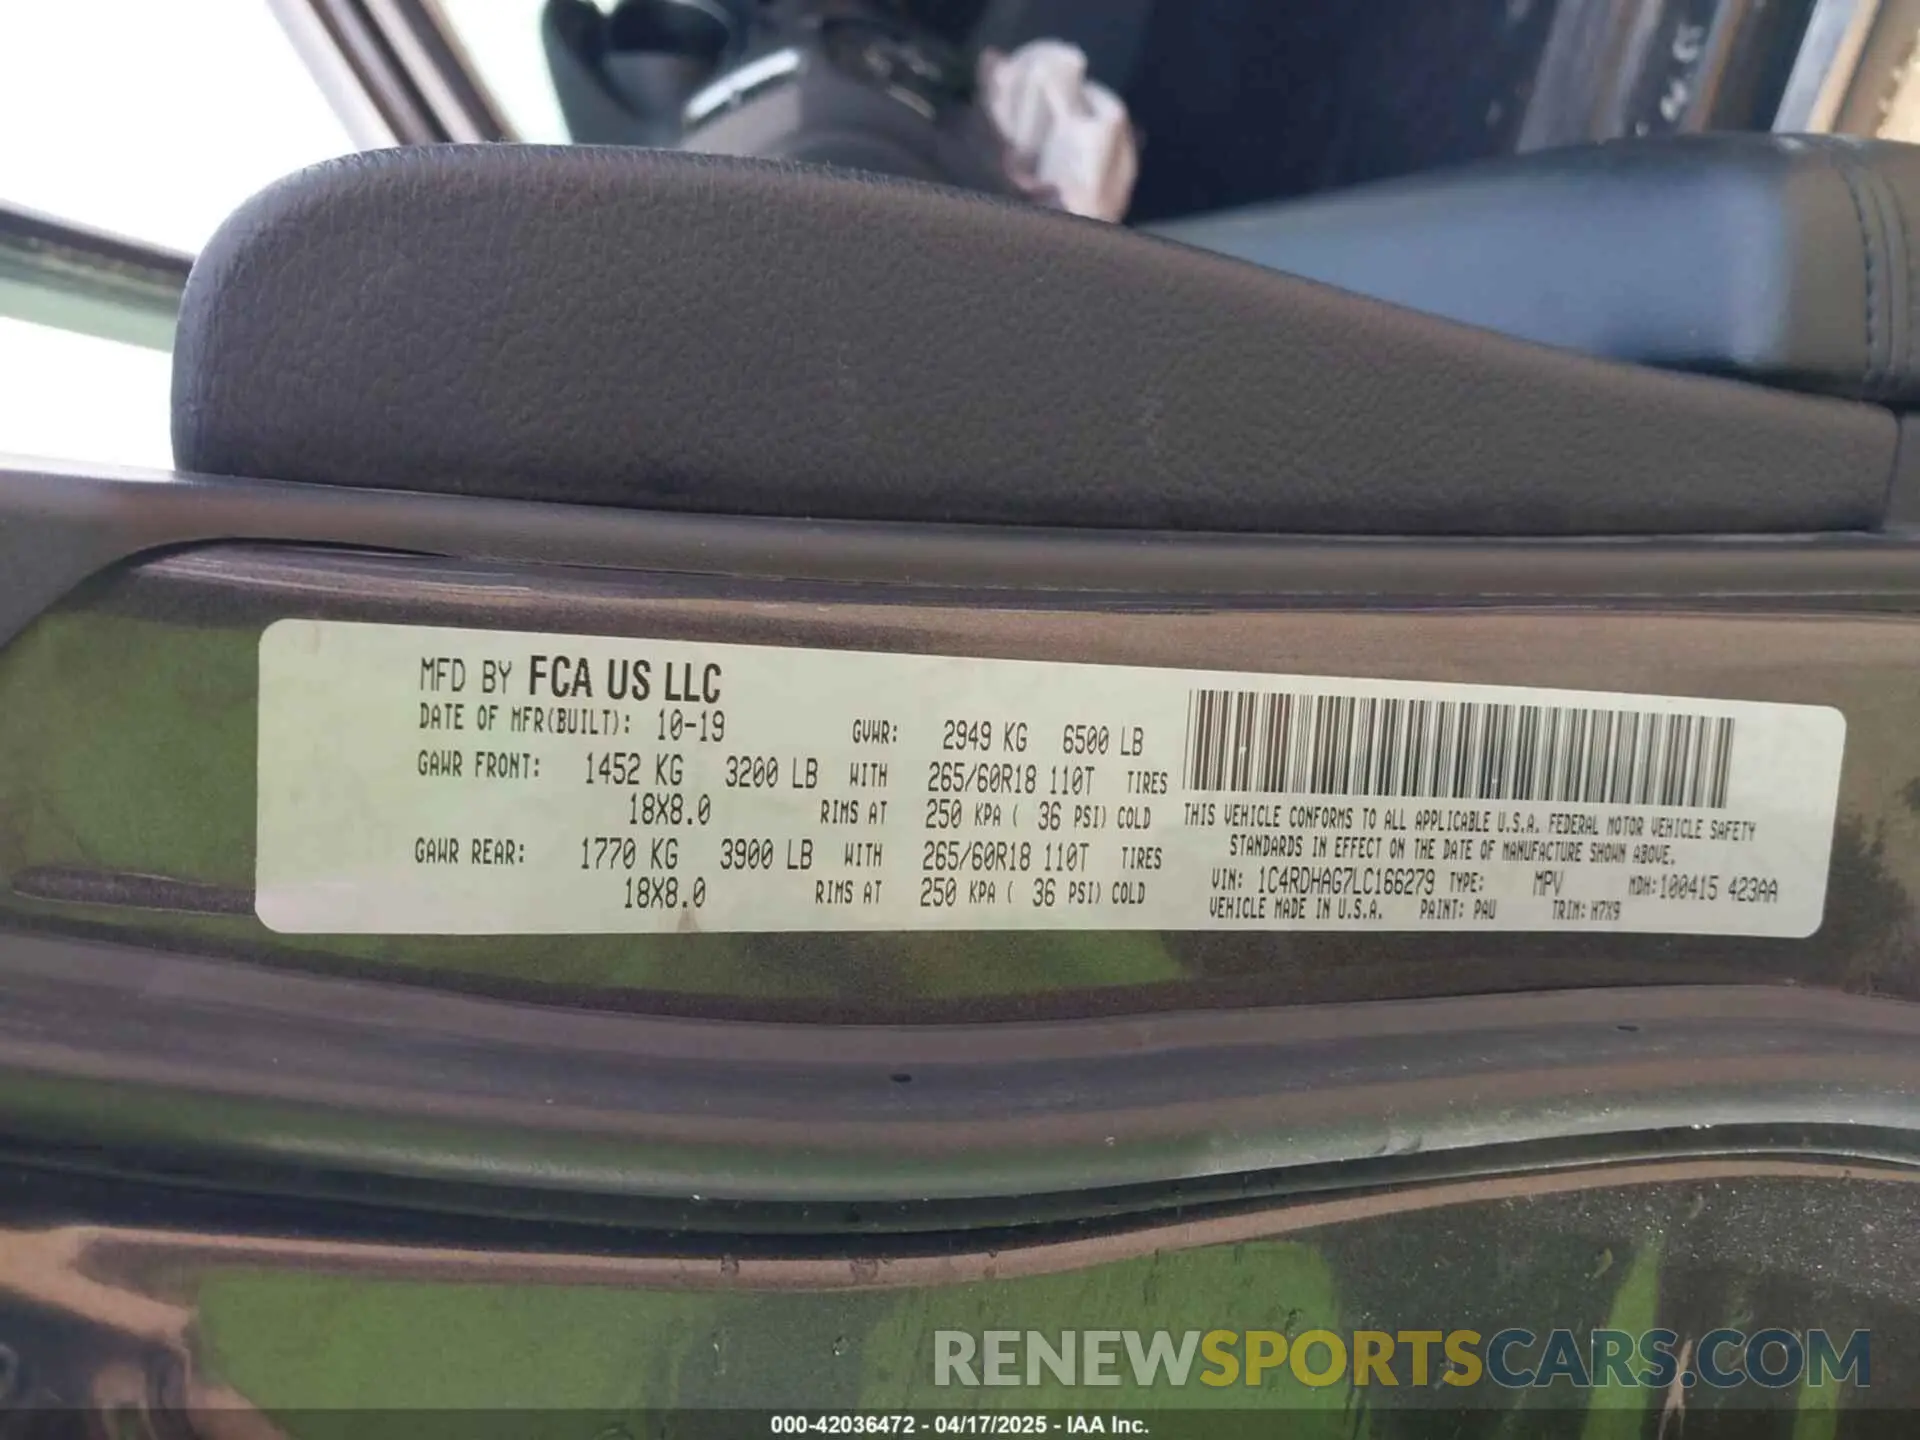 MFD BY FCA US LLC
DATE OF MFR(BUILT): 10-19 GVWR: 2949 KG 6500 LB
GAWR FRONT: 1452 KG 3200 LB WITH 265/60R18 110T TIRES
18X8.0 RIMS AT 250 KPA ( 36 PSI) COLD
GAWR REAR: 1770 KG 3900 LB WITH 265/60R18 110T TIRES
18X8.0 RIMS AT 250 KPA ( 36 PSI) COLD
THIS VEHICLE CONFORMS TO ALL APPLICABLE U.S.A. FEDERAL MOTOR VEHICLE SAFETY
STANDARDS IN EFFECT ON THE DATE OF MANUFACTURE SHOWN ABOVE.
VIN: 1C4RDHAG7LC166279 TYPE: MPV MDH:100415 423AA
VEHICLE MADE IN U.S.A. PAINT: PAU TRIM: H7X9
RENEWSPORTSCARS.COM
000-42036472 - 04/17/2025 - IAA Inc.